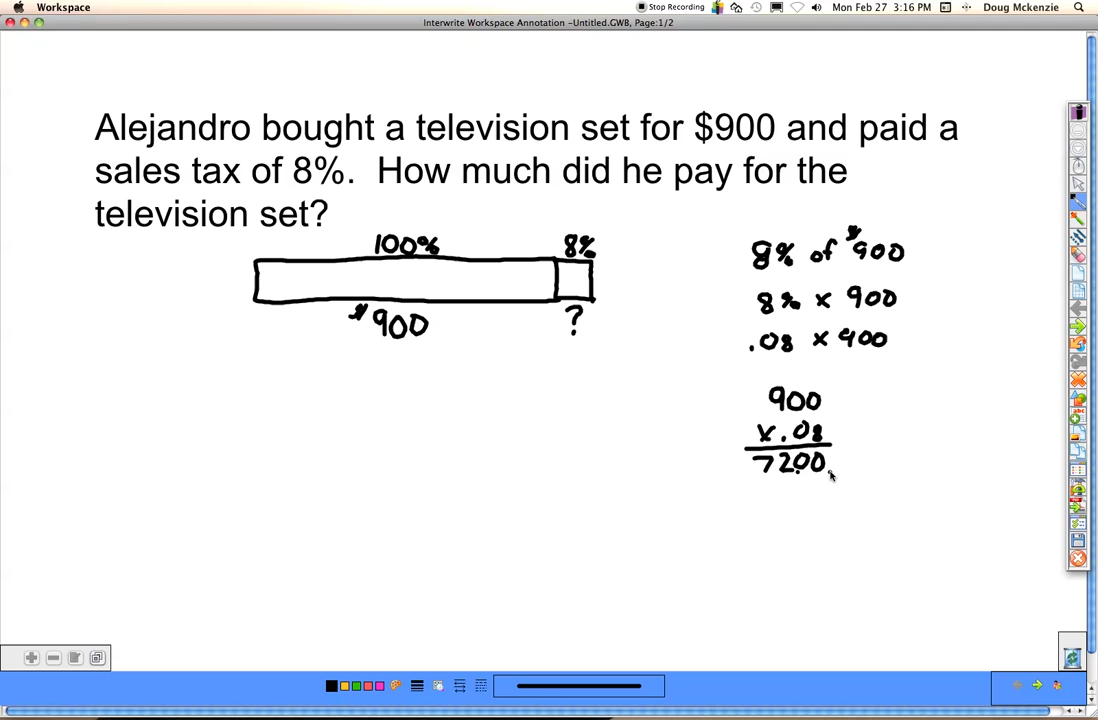 Workspace
Stop Recording
Mon Feb 27 3:16 PM
Doug Mckenzie
Interwrite Workspace Annotation -Untitled.GWB, Page:1/2
Alejandro bought a television set for $900 and paid a
sales tax of 8%. How much did he pay for the
television set?
100%
8%
$900
?
8% of $900
8% x 900
.08 x 900
900
x .08
72.00